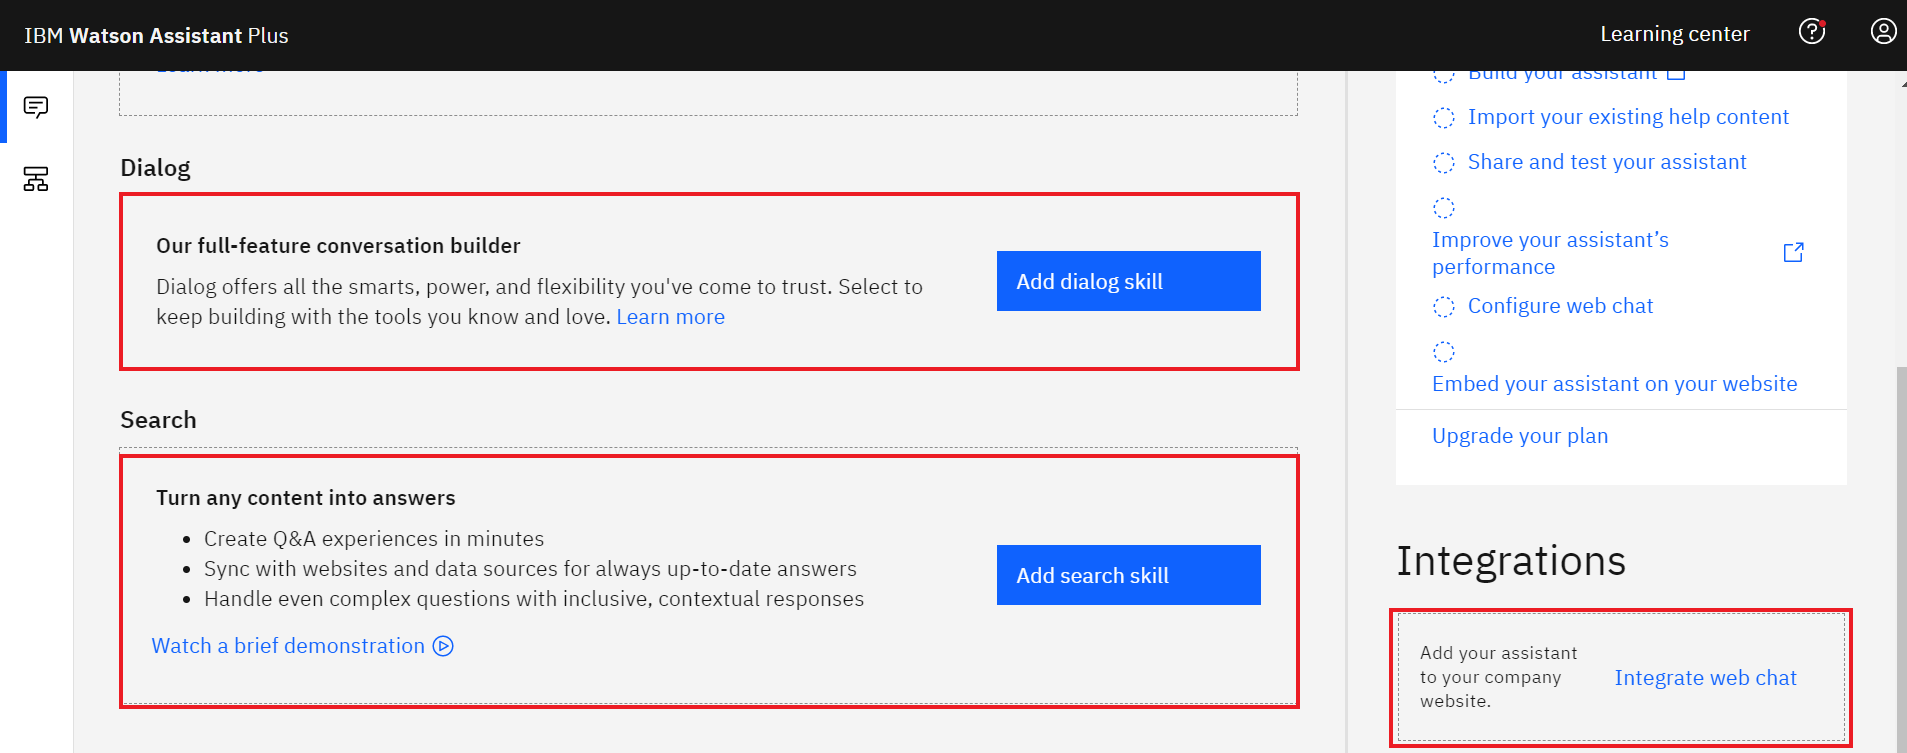 IBM Watson Assistant Plus
Learning center
Dialog
Our full-feature conversation builder
Dialog offers all the smarts, power, and flexibility you've come to trust. Select to
keep building with the tools you know and love. Learn more
Add dialog skill
Search
Turn any content into answers
• Create Q&A experiences in minutes
• Sync with websites and data sources for always up-to-date answers
• Handle even complex questions with inclusive, contextual responses
Add search skill
Watch a brief demonstration
Build your assistant
Import your existing help content
Share and test your assistant
Improve your assistant’s
performance
Configure web chat
Embed your assistant on your website
Upgrade your plan
Integrations
Add your assistant
to your company
website.
Integrate web chat